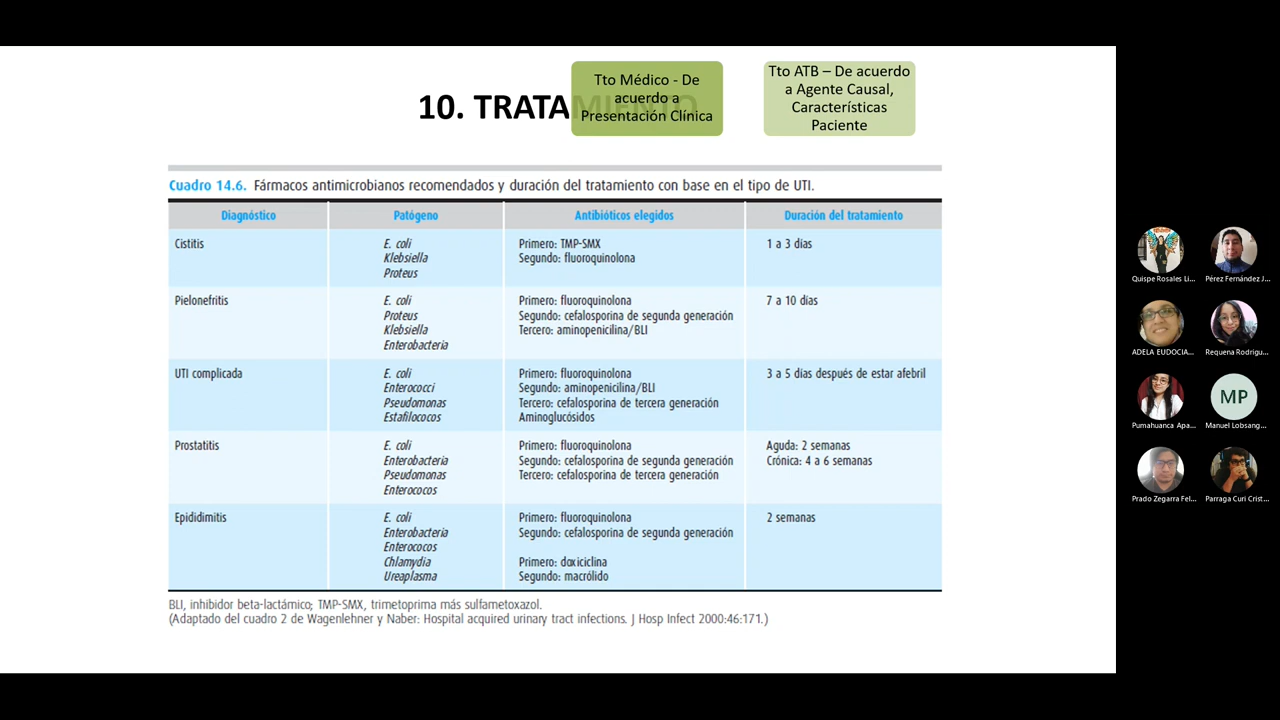 10. TRATAMIENTO
Tto Médico - De
acuerdo a
Presentación Clínica
Tto ATB – De acuerdo
a Agente Causal,
Características
Paciente
Cuadro 14.6. Fármacos antimicrobianos recomendados y duración del tratamiento con base en el tipo de UTI.
Diagnóstico Patógeno Antibióticos elegidos Duración del tratamiento
Cistitis E. coli Primero: TMP-SMX 1 a 3 días
Klebsiella Segundo: fluoroquinolona
Proteus
Pielonefritis E. coli Primero: fluoroquinolona 7 a 10 días
Proteus Segundo: cefalosporina de segunda generación
Klebsiella Tercero: aminopenicilina/BLI
Enterobacteria
UTI complicada E. coli Primero: fluoroquinolona 3 a 5 días después de estar afebril
Enterococci Segundo: aminopenicilina/BLI
Pseudomonas Tercero: cefalosporina de tercera generación
Estafilococos Aminoglucósidos
Prostatitis E. coli Primero: fluoroquinolona Aguda: 2 semanas
Enterobacteria Segundo: cefalosporina de segunda generación Crónica: 4 a 6 semanas
Pseudomonas Tercero: cefalosporina de tercera generación
Enterococos
Epididimitis E. coli Primero: fluoroquinolona 2 semanas
Enterobacteria Segundo: cefalosporina de segunda generación
Enterococos
Chlamydia Primero: doxiciclina
Ureaplasma Segundo: macrólido
BLI, inhibidor beta-lactámico; TMP-SMX, trimetoprima más sulfametoxazol.
(Adaptado del cuadro 2 de Wagenlehner y Naber: Hospital acquired urinary tract infections. J Hosp Infect 2000:46:171.)
Quispe Rosales Li... Pérez Fernández J...
ADELA EUDOCIA... Requena Rodrigu...
MP
Pumahuanca Apa... Manuel Lobsang...
Prado Zegarra Fel... Parraga Curi Crist...